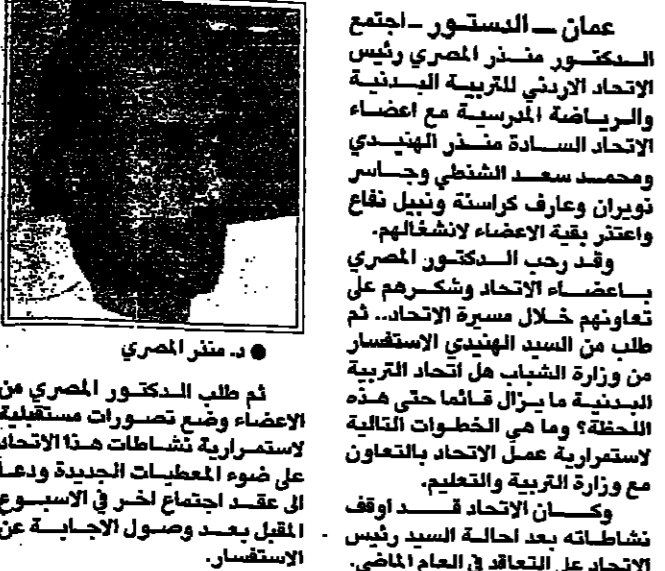 عمان ـ الدستور ـ اجتمع
الدكتور منذر المصري رئيس
الاتحاد الاردني للتربية البدنية
والرياضة المدرسية مع اعضاء
الاتحاد السادة منذر الهنيدي
ومحمد سعد الشنطي وجاسر
نويران وعارف كراسنة ونبيل نفاع
واعتذر بقية الاعضاء لانشغالهم.
وقد رحب الدكتور المصري
باعضاء الاتحاد وشكرهم على
تعاونهم خلال مسيرة الاتحاد.. ثم
طلب من السيد الهنيدي الاستفسار
من وزارة الشباب هل اتحاد التربية
البدنية ما يزال قائما حتى هذه
اللحظة؟ وما هي الخطوات التالية
لاستمرارية عمل الاتحاد بالتعاون
مع وزارة التربية والتعليم.
وكان الاتحاد قد اوقف
نشاطاته بعد احالة السيد رئيس
الاتحاد على التعاقد في العام الماضي.
● د. منذر المصري
ثم طلب الدكتور المصري من
الاعضاء وضع تصورات مستقبلية
لاستمرارية نشاطات هذا الاتحاد
على ضوء المعطيات الجديدة ودعا
الى عقد اجتماع اخر في الاسبوع
المقبل بعد وصول الاجابة عن
الاستفسار.